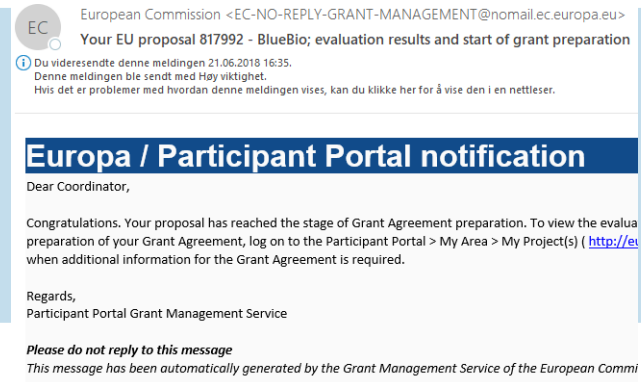 EC
European Commission <EC-NO-REPLY-GRANT-MANAGEMENT@nomail.ec.europa.eu>
Your EU proposal 817992 - BlueBio; evaluation results and start of grant preparation
Du videresendte denne meldingen 21.06.2018 16:35.
Denne meldingen ble sendt med Høy viktighet.
Hvis det er problemer med hvordan denne meldingen vises, kan du klikke her for å vise den i en nettleser.
Europa / Participant Portal notification
Dear Coordinator,
Congratulations. Your proposal has reached the stage of Grant Agreement preparation. To view the evalua
preparation of your Grant Agreement, log on to the Participant Portal > My Area > My Project(s) ( http://eu
when additional information for the Grant Agreement is required.
Regards,
Participant Portal Grant Management Service
Please do not reply to this message
This message has been automatically generated by the Grant Management Service of the European Commi